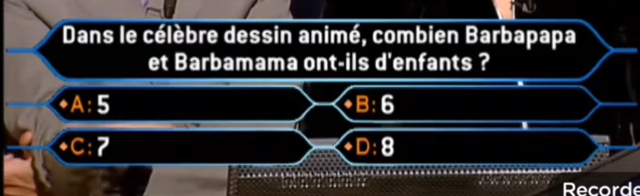 Dans le célèbre dessin animé, combien Barbapapa
et Barbamama ont-ils d'enfants ?
A: 5
B: 6
C: 7
D: 8
Recorde